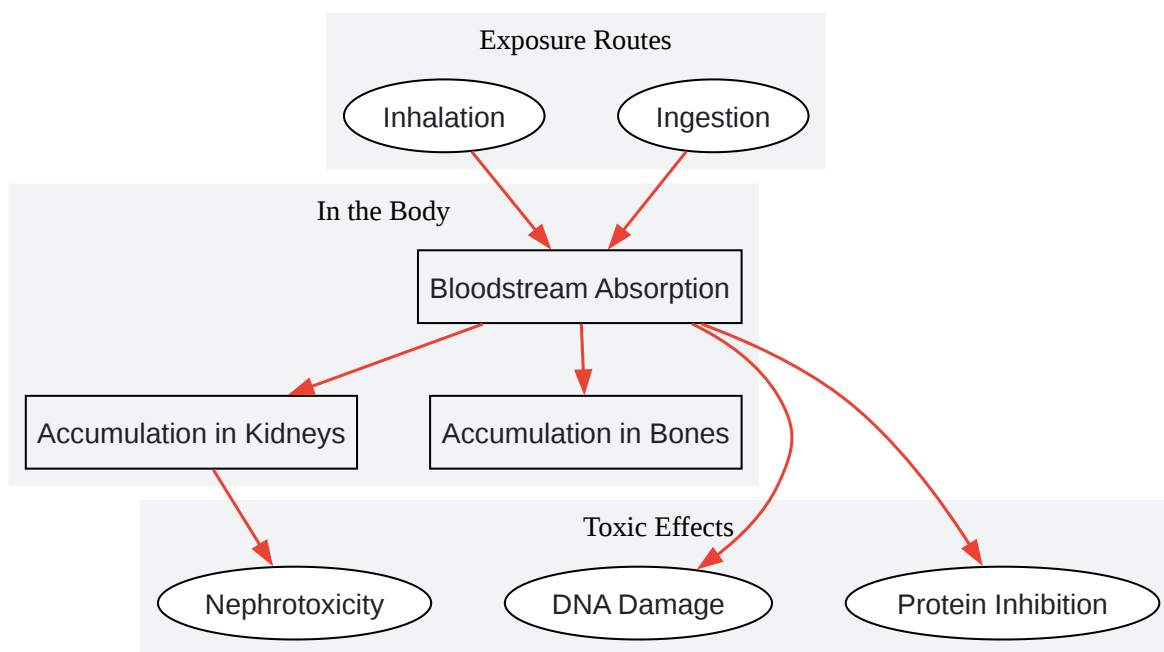 Exposure Routes
Inhalation
Ingestion
In the Body
Bloodstream Absorption
Accumulation in Kidneys
Accumulation in Bones
Toxic Effects
Nephrotoxicity
DNA Damage
Protein Inhibition